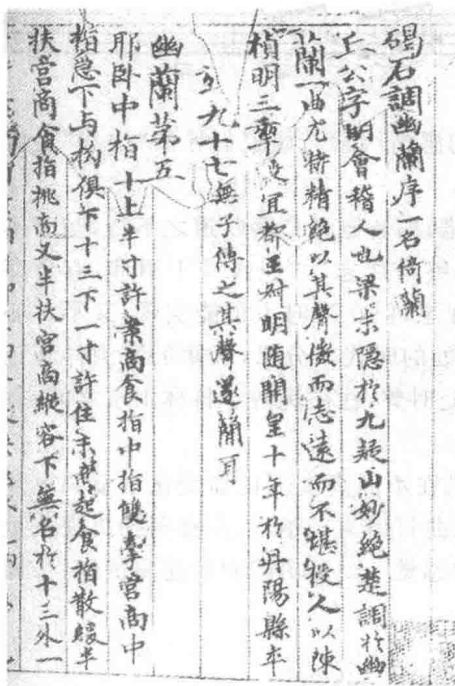 碣石調幽蘭序一名倚蘭
丘公字明會稽人也梁末隱於九疑山妙絕楚調於幽
蘭一曲尤特精絕以其聲微而志遠而不堪授人以陳
禎明三年授宜都王叔明随開皇十年於丹陽縣卒
九十七無子傳之其聲遂簡耳
幽蘭第五
耶卧中指十上半寸許案商食指中指雙牽宮商中
指急下与构俱下十三下一寸許住末商起食指散緩半
扶宮商食指挑商又半扶宮商縱容下無名於十三外一